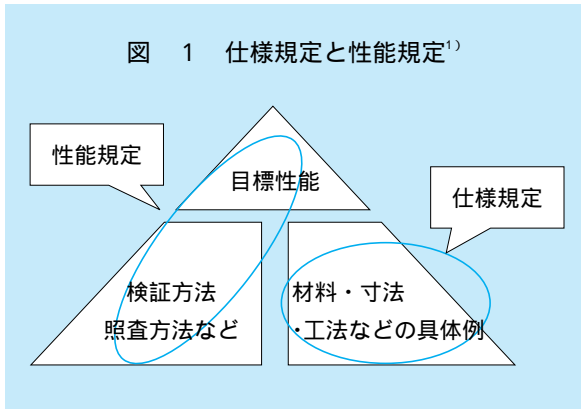 図 1 仕様規定と性能規定1)
性能規定
目標性能
仕様規定
検証方法
照査方法など
材料・寸法
・工法などの具体例